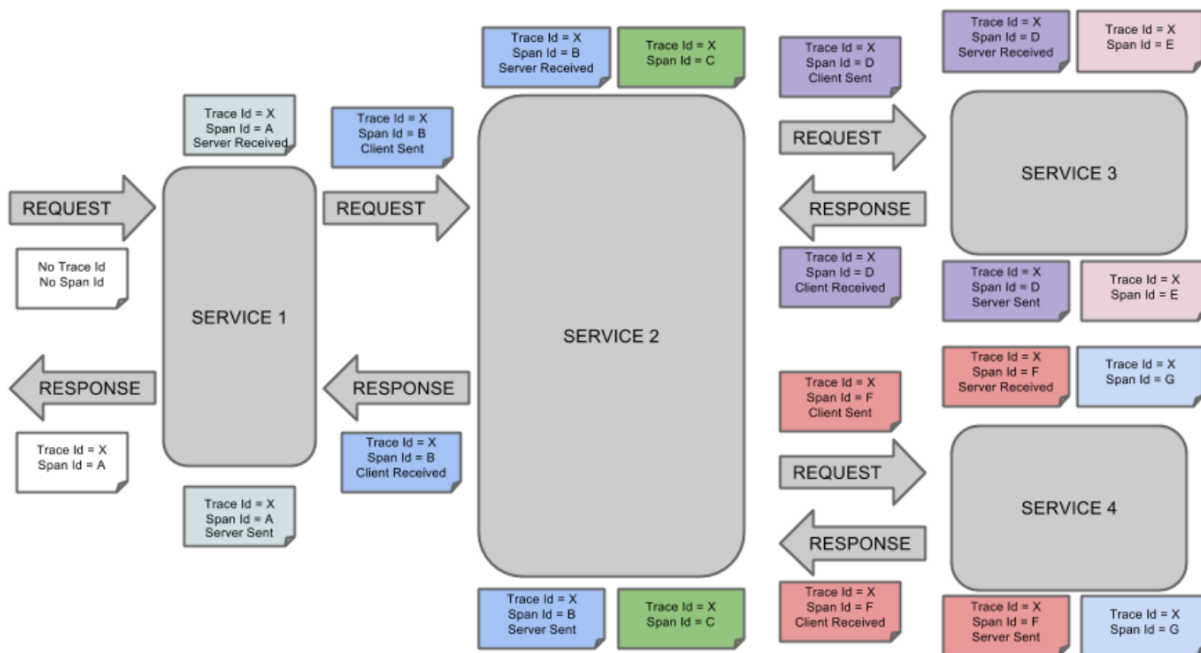 Trace Id = X
Span Id = B
Server Received
Trace Id = X
Span Id = C
Trace Id = X
Span Id = D
Client Sent
Trace Id = X
Span Id = D
Server Received
Trace Id = X
Span Id = E
Trace Id = X
Span Id = A
Server Received
Trace Id = X
Span Id = B
Client Sent
REQUEST
SERVICE 3
REQUEST
REQUEST
RESPONSE
No Trace Id
No Span Id
Trace Id = X
Span Id = D
Client Received
Trace Id = X
Span Id = D
Server Sent
Trace Id = X
Span Id = E
SERVICE 1
SERVICE 2
RESPONSE
RESPONSE
Trace Id = X
Span Id = F
Client Sent
Trace Id = X
Span Id = F
Server Received
Trace Id = X
Span Id = G
Trace Id = X
Span Id = A
Trace Id = X
Span Id = B
Client Received
REQUEST
SERVICE 4
Trace Id = X
Span Id = A
Server Sent
RESPONSE
Trace Id = X
Span Id = B
Server Sent
Trace Id = X
Span Id = C
Trace Id = X
Span Id = F
Client Received
Trace Id = X
Span Id = F
Server Sent
Trace Id = X
Span Id = G